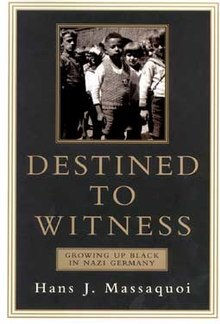 DESTINED
TO
WITNESS
GROWING UP BLACK
IN NAZI GERMANY
Hans J. Massaquoi